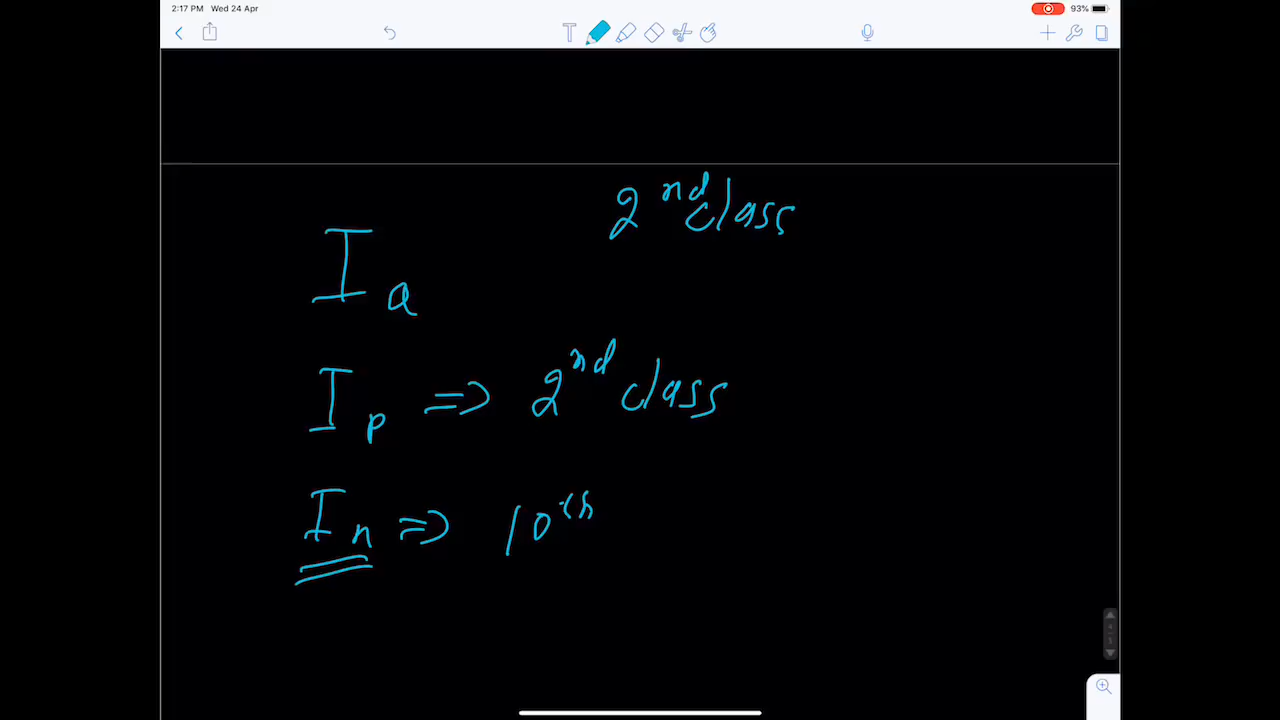 2:17 PM Wed 24 Apr 93%
T
2nd class
Ia
Ip => 2nd class
In => 10th